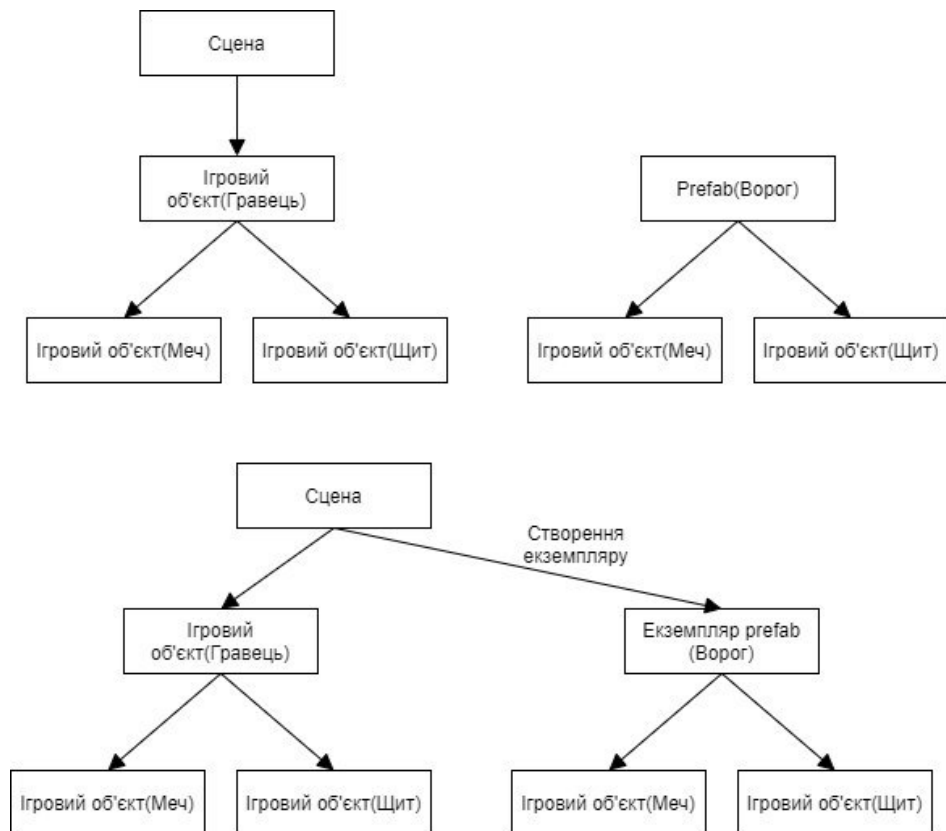 Сцена
Ігровий
об'єкт(Гравець)
Prefab(Ворог)
Ігровий об'єкт(Меч)
Ігровий об'єкт(Щит)
Ігровий об'єкт(Меч)
Ігровий об'єкт(Щит)
Сцена
Створення
екземпляру
Ігровий
об'єкт(Гравець)
Екземпляр prefab
(Ворог)
Ігровий об'єкт(Меч)
Ігровий об'єкт(Щит)
Ігровий об'єкт(Меч)
Ігровий об'єкт(Щит)